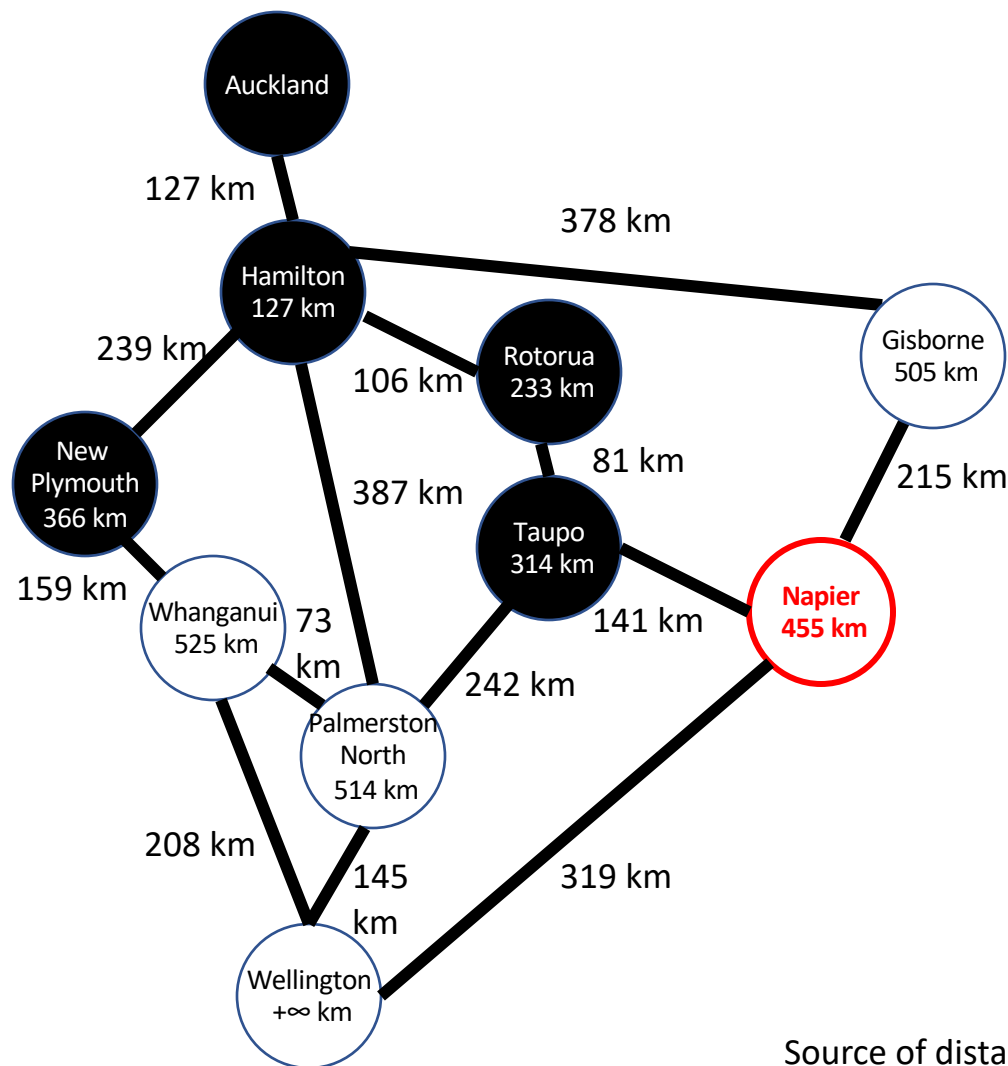 Auckland
127 km
378 km
Hamilton
127 km
Gisborne
505 km
239 km
Rotorua
233 km
106 km
New
Plymouth
366 km
81 km
387 km
215 km
Taupo
314 km
159 km
Whanganui
525 km
73
km
141 km
Napier
455 km
242 km
Palmerston
North
514 km
208 km
145
km
319 km
Wellington
+∞ km
Source of dista